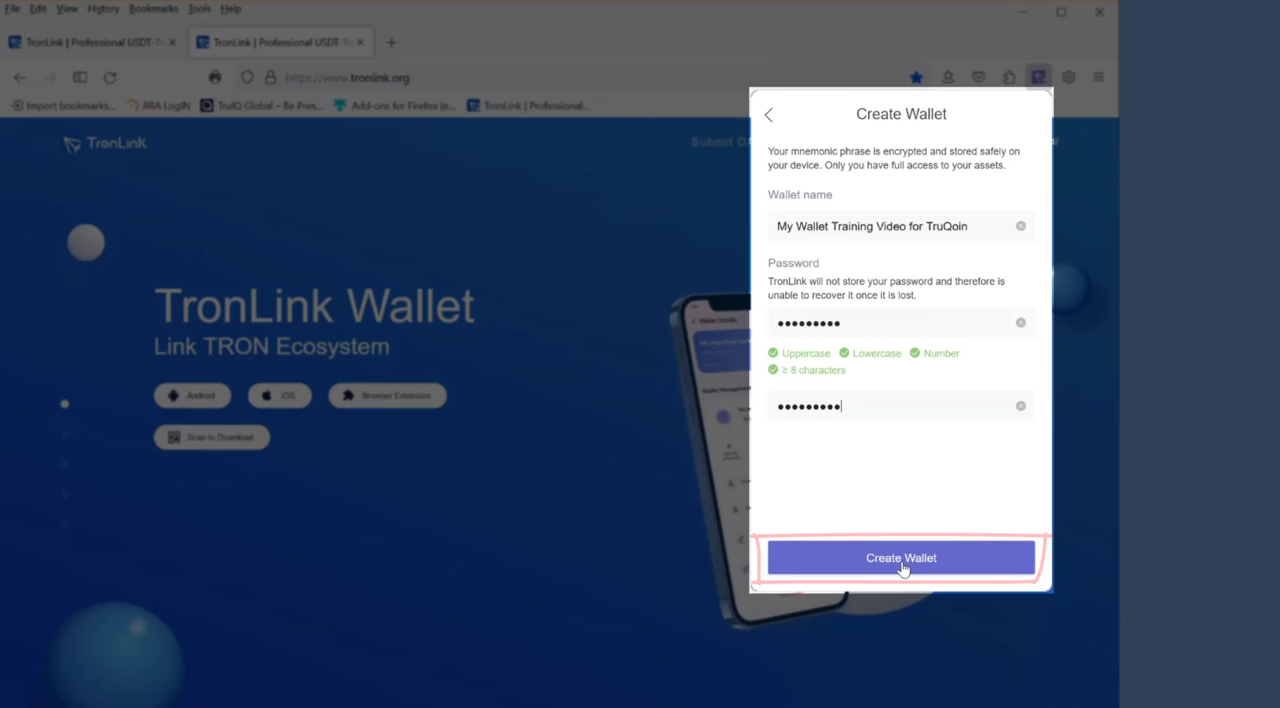 File Edit View History Bookmarks Tools Help
TronLink | Professional USDT-Tr
TronLink | Professional USDT-Tr
https://www.tronlink.org
Import bookmarks... JIRA LogIN TruIQ Global – Be Pres... Add-ons for Firefox (e... TronLink | Professional...
TronLink
Submit DA
TronLink Wallet
Link TRON Ecosystem
Android
iOS
Browser Extension
Scan to Download
Wallet Details
Create Wallet
Your mnemonic phrase is encrypted and stored safely on
your device. Only you have full access to your assets.
Wallet name
My Wallet Training Video for TruQoin
Password
TronLink will not store your password and therefore is
unable to recover it once it is lost.
●●●●●●●●●
Uppercase Lowercase Number
≥ 8 characters
●●●●●●●●●
Create Wallet